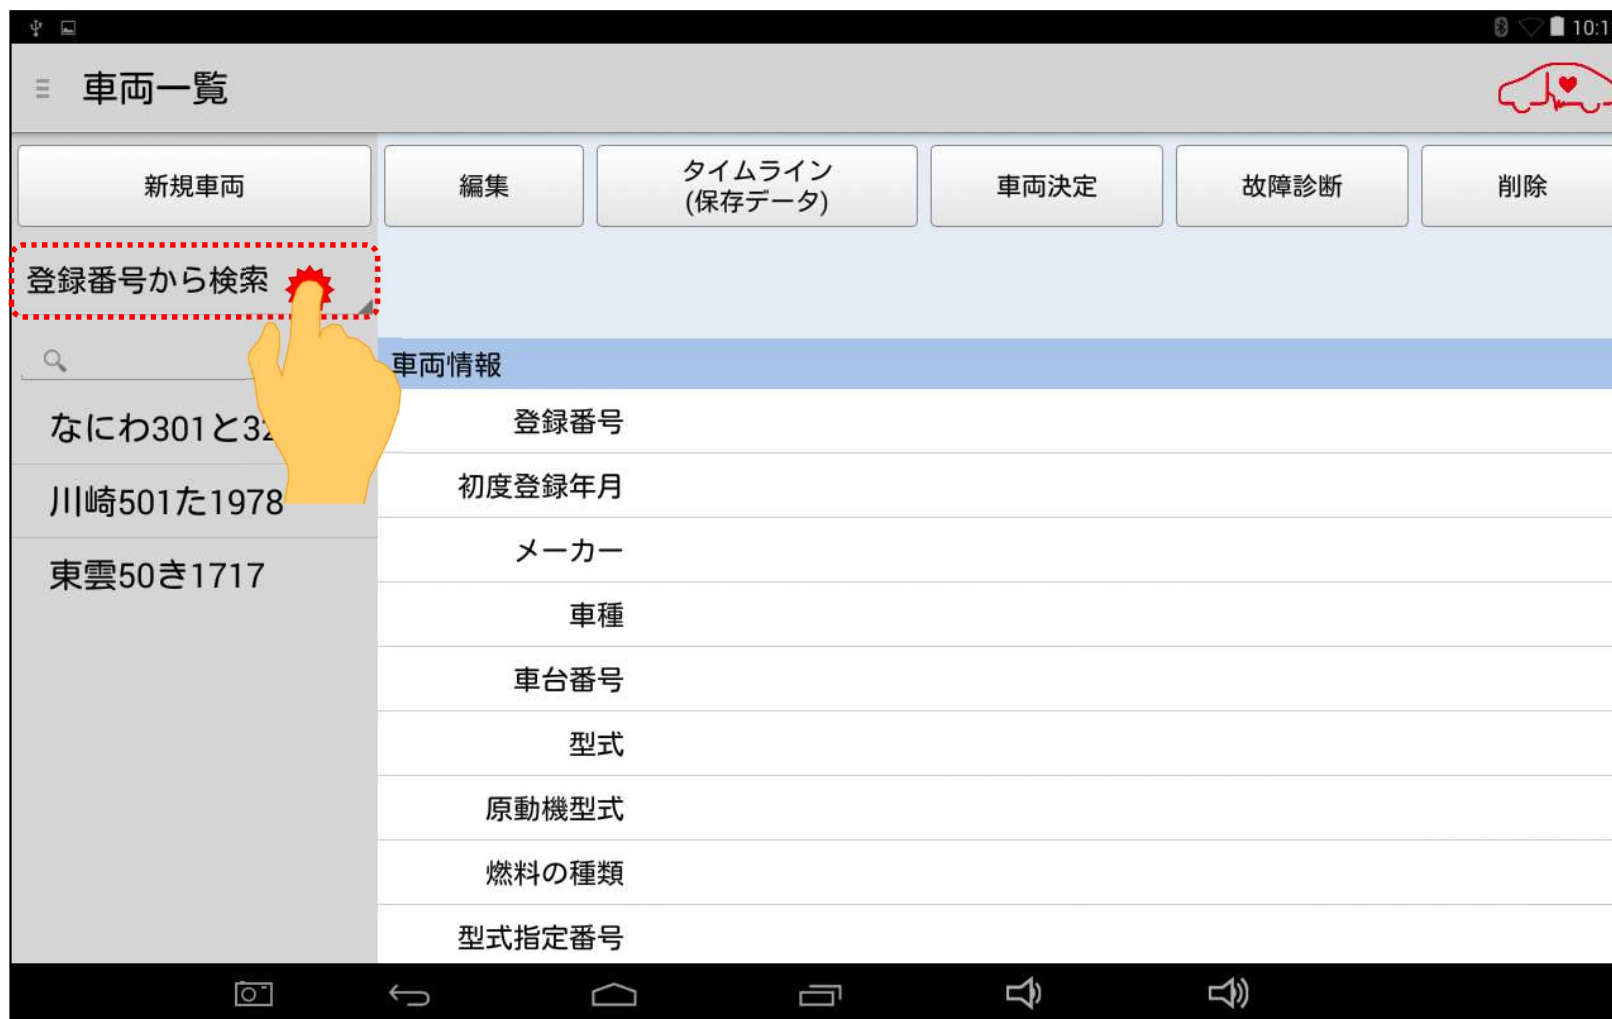 10:1
車両一覧
新規車両
編集
タイムライン
(保存データ)
車両決定
故障診断
削除
登録番号から検索
車両情報
なにわ301と32
川崎501た1978
東雲50き1717
登録番号
初度登録年月
メーカー
車種
車台番号
型式
原動機型式
燃料の種類
型式指定番号